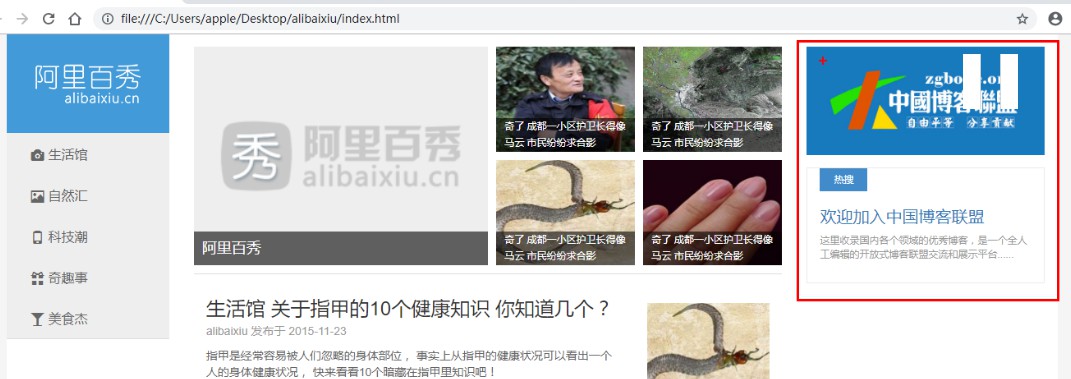 file:///C:/Users/apple/Desktop/alibaixiu/index.html
阿里百秀
alibaixiu.cn
生活馆
自然汇
科技潮
奇趣事
美食杰
秀 阿里百秀
alibaixiu.cn
阿里百秀
奇了 成都一小区护卫长得像
马云 市民纷纷求合影
奇了 成都一小区护卫长得像
马云 市民纷纷求合影
奇了 成都一小区护卫长得像
马云 市民纷纷求合影
奇了 成都一小区护卫长得像
马云 市民纷纷求合影
生活馆 关于指甲的10个健康知识 你知道几个？
alibaixiu 发布于 2015-11-23
指甲是经常容易被人们忽略的身体部位， 事实上从指甲的健康状况可以看出一个
人的身体健康状况， 快来看看10个暗藏在指甲里知识吧！
中国博客聯盟
自由平等 分享贡献
热搜
欢迎加入中国博客联盟
这里收录国内各个领域的优秀博客，是一个全人
工编辑的开放式博客联盟交流和展示平台......